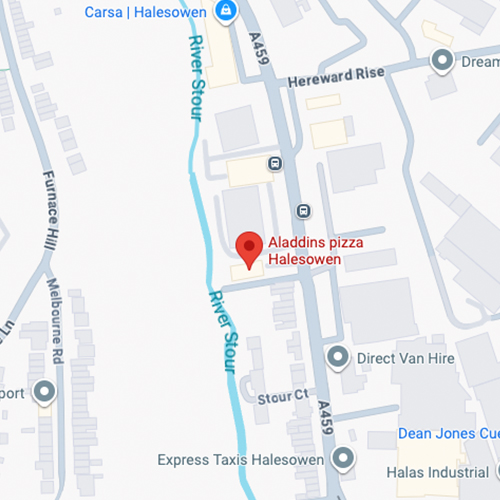 Carsa | Halesowen
River Stour
A459
Hereward Rise
Dream
Furnace Hill
Aladdins pizza
Halesowen
Melbourne Rd
River Stour
e Ln
Direct Van Hire
port
Stour Ct
A459
Dean Jones Cue
Express Taxis Halesowen
Halas Industrial